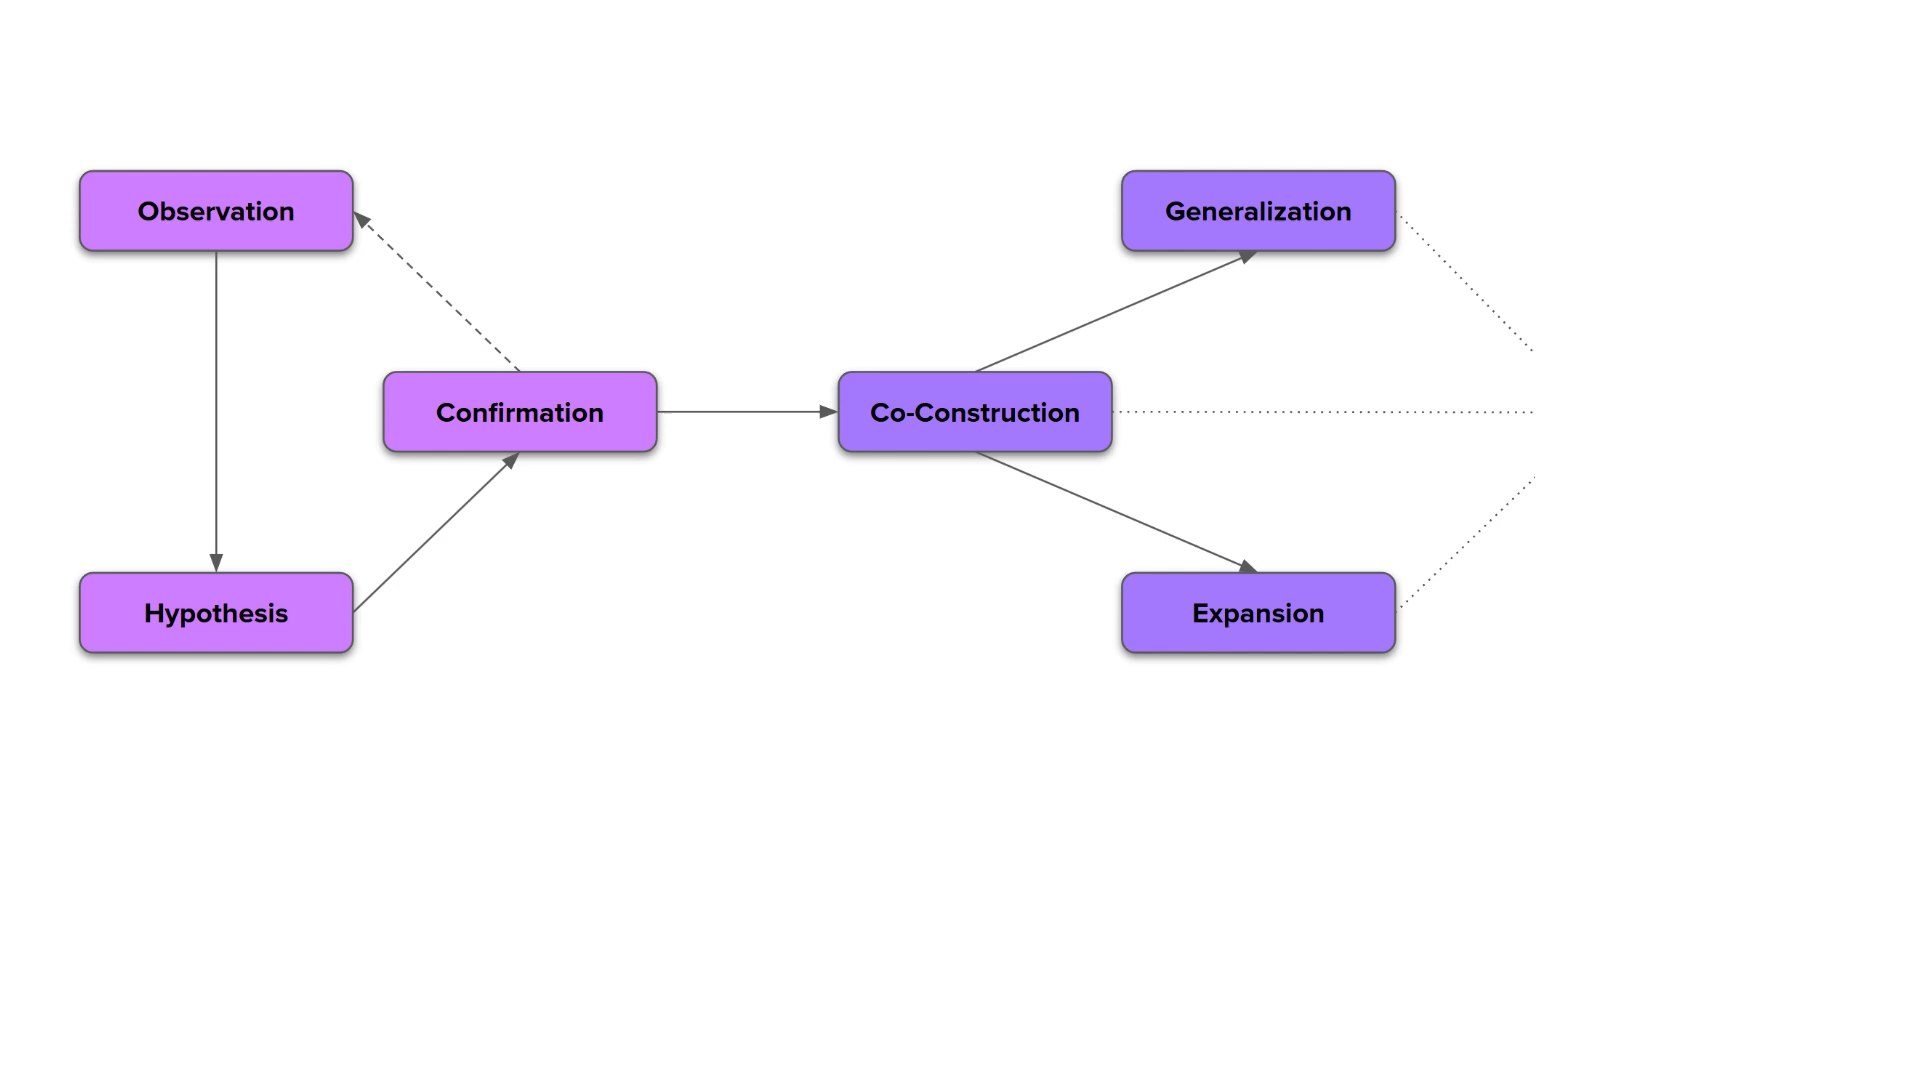 Observation
Generalization
Confirmation
Co-Construction
Hypothesis
Expansion